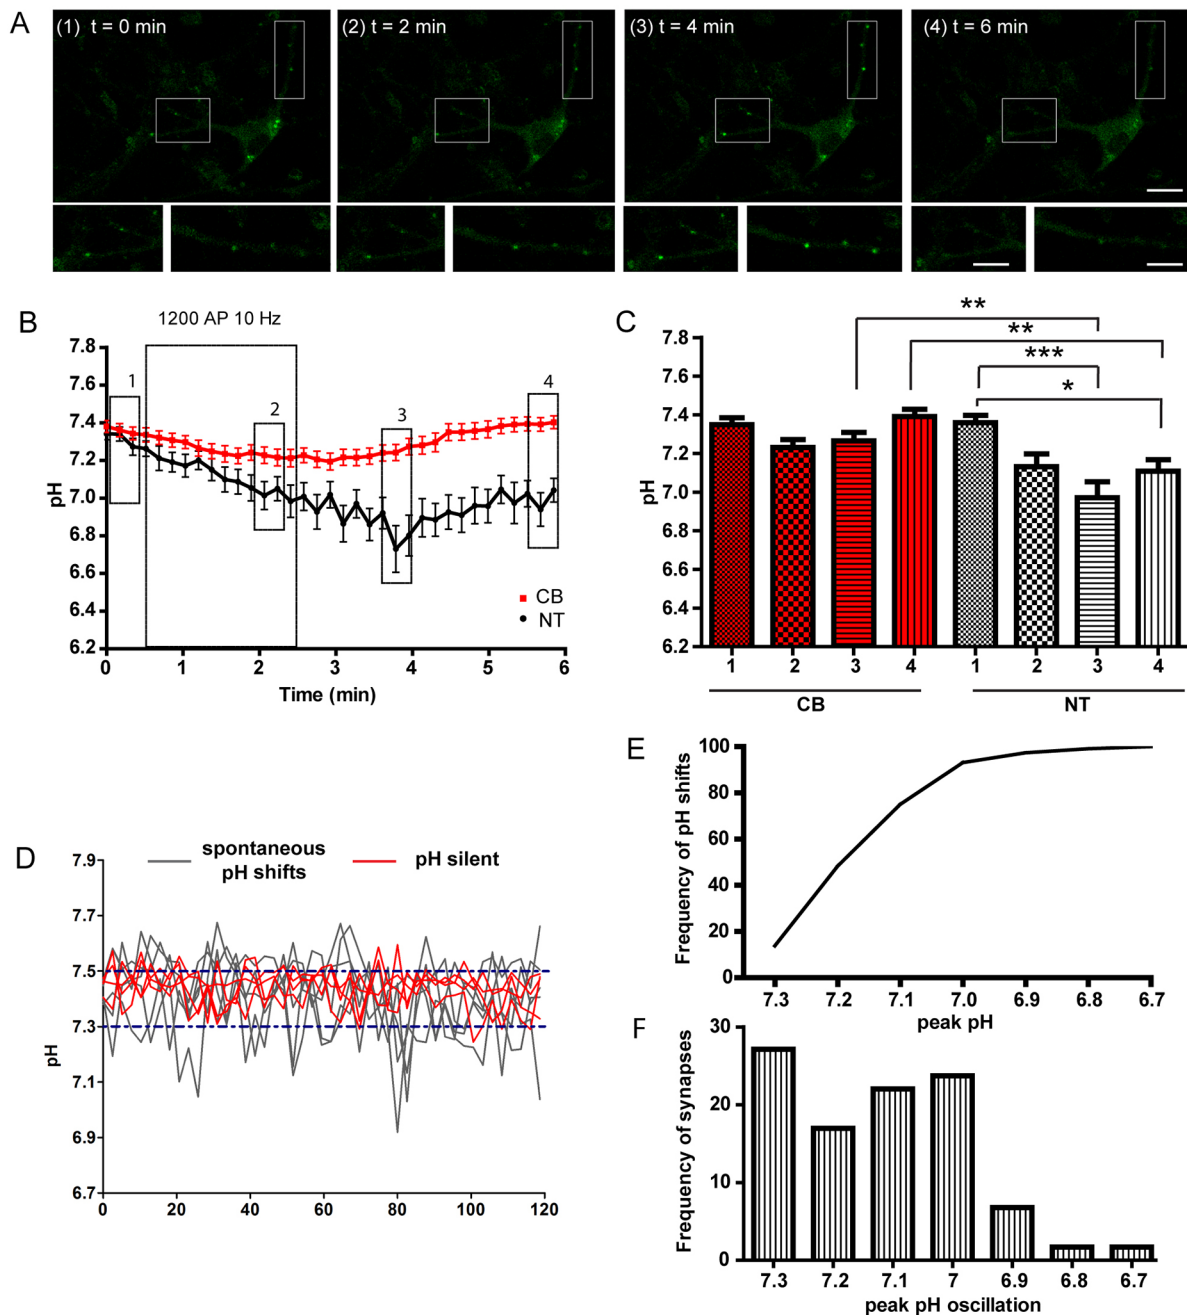 A
(1) t = 0 min
(2) t = 2 min
(3) t = 4 min
(4) t = 6 min
B
1200 AP 10 Hz
pH
7.8
7.6
7.4
7.2
7.0
6.8
6.6
6.4
6.2
1
2
3
4
CB
NT
0 1 2 3 4 5 6
Time (min)
C
pH
7.8
7.6
7.4
7.2
7.0
6.8
6.6
6.4
6.2
**
**
***
*
1 2 3 4 1 2 3 4
CB NT
D
spontaneous
pH shifts
pH silent
pH
7.9
7.7
7.5
7.3
7.1
6.9
6.7
0 20 40 60 80 100 120
E
Frequency of pH shifts
100
80
60
40
20
0
7.3 7.2 7.1 7.0 6.9 6.8 6.7
peak pH
F
Frequency of synapses
30
20
10
0
7.3 7.2 7.1 7 6.9 6.8 6.7
peak pH oscillation